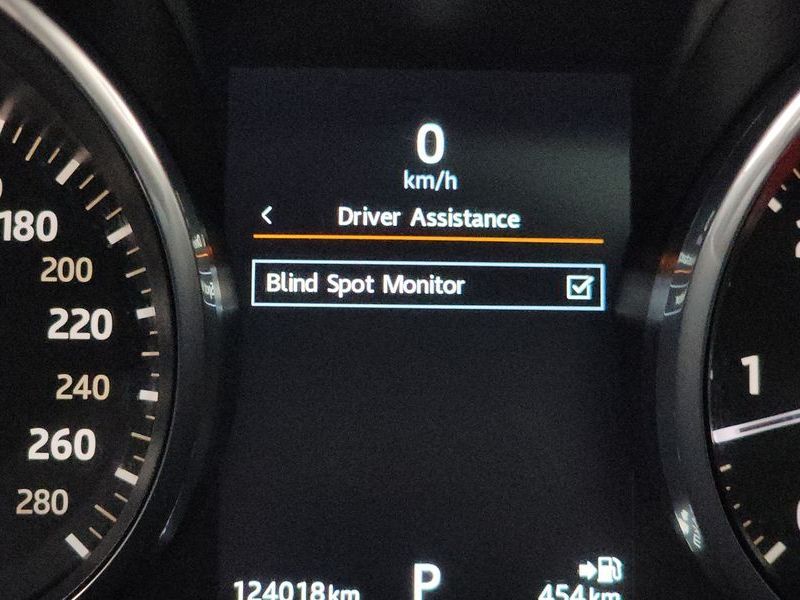 0
km/h
Driver Assistance
Blind Spot Monitor
180
200
220
240
260
280
1
124018km
P
454km